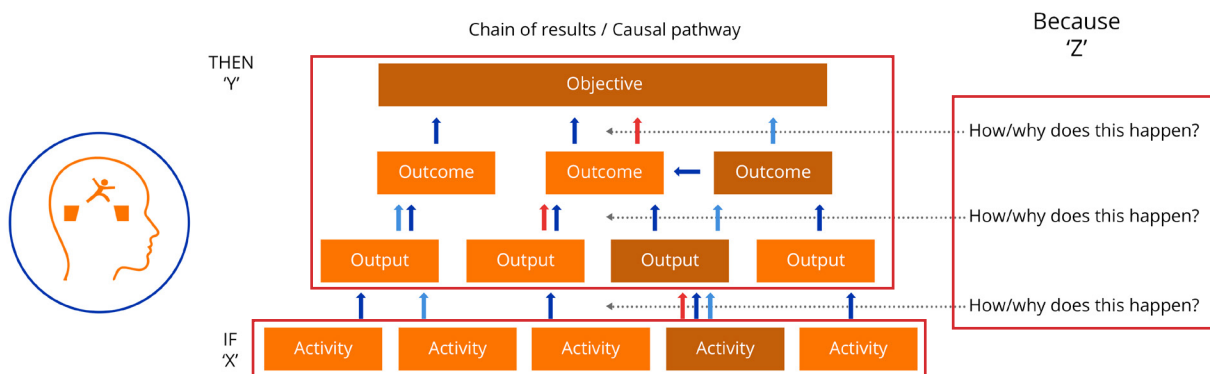 Because
'Z'
Chain of results / Causal pathway
THEN
'Y'
Objective
How/why does this happen?
Outcome
Outcome
Outcome
How/why does this happen?
Output
Output
Output
Output
How/why does this happen?
IF
'X'
Activity
Activity
Activity
Activity
Activity